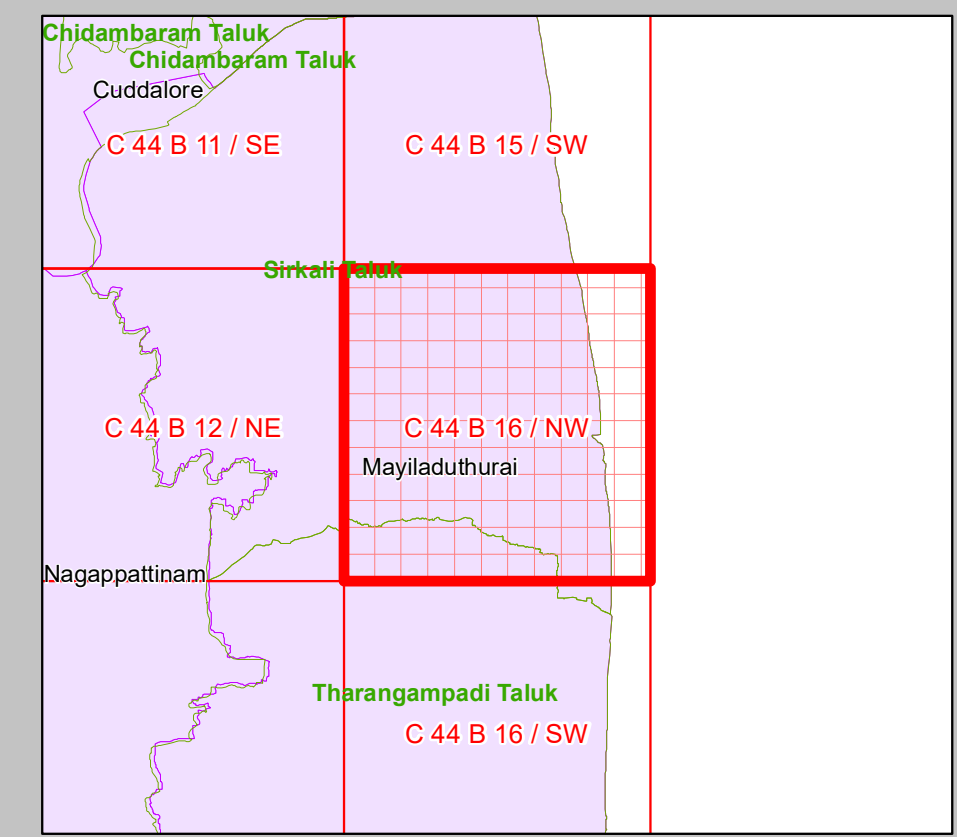 Chidambaram Taluk
Chidambaram Taluk
Cuddalore
C 44 B 11 / SE
C 44 B 15 / SW
Sirkali Taluk
C 44 B 12 / NE
C 44 B 16 / NW
Mayiladuthurai
Nagappattinam
Tharangampadi Taluk
C 44 B 16 / SW